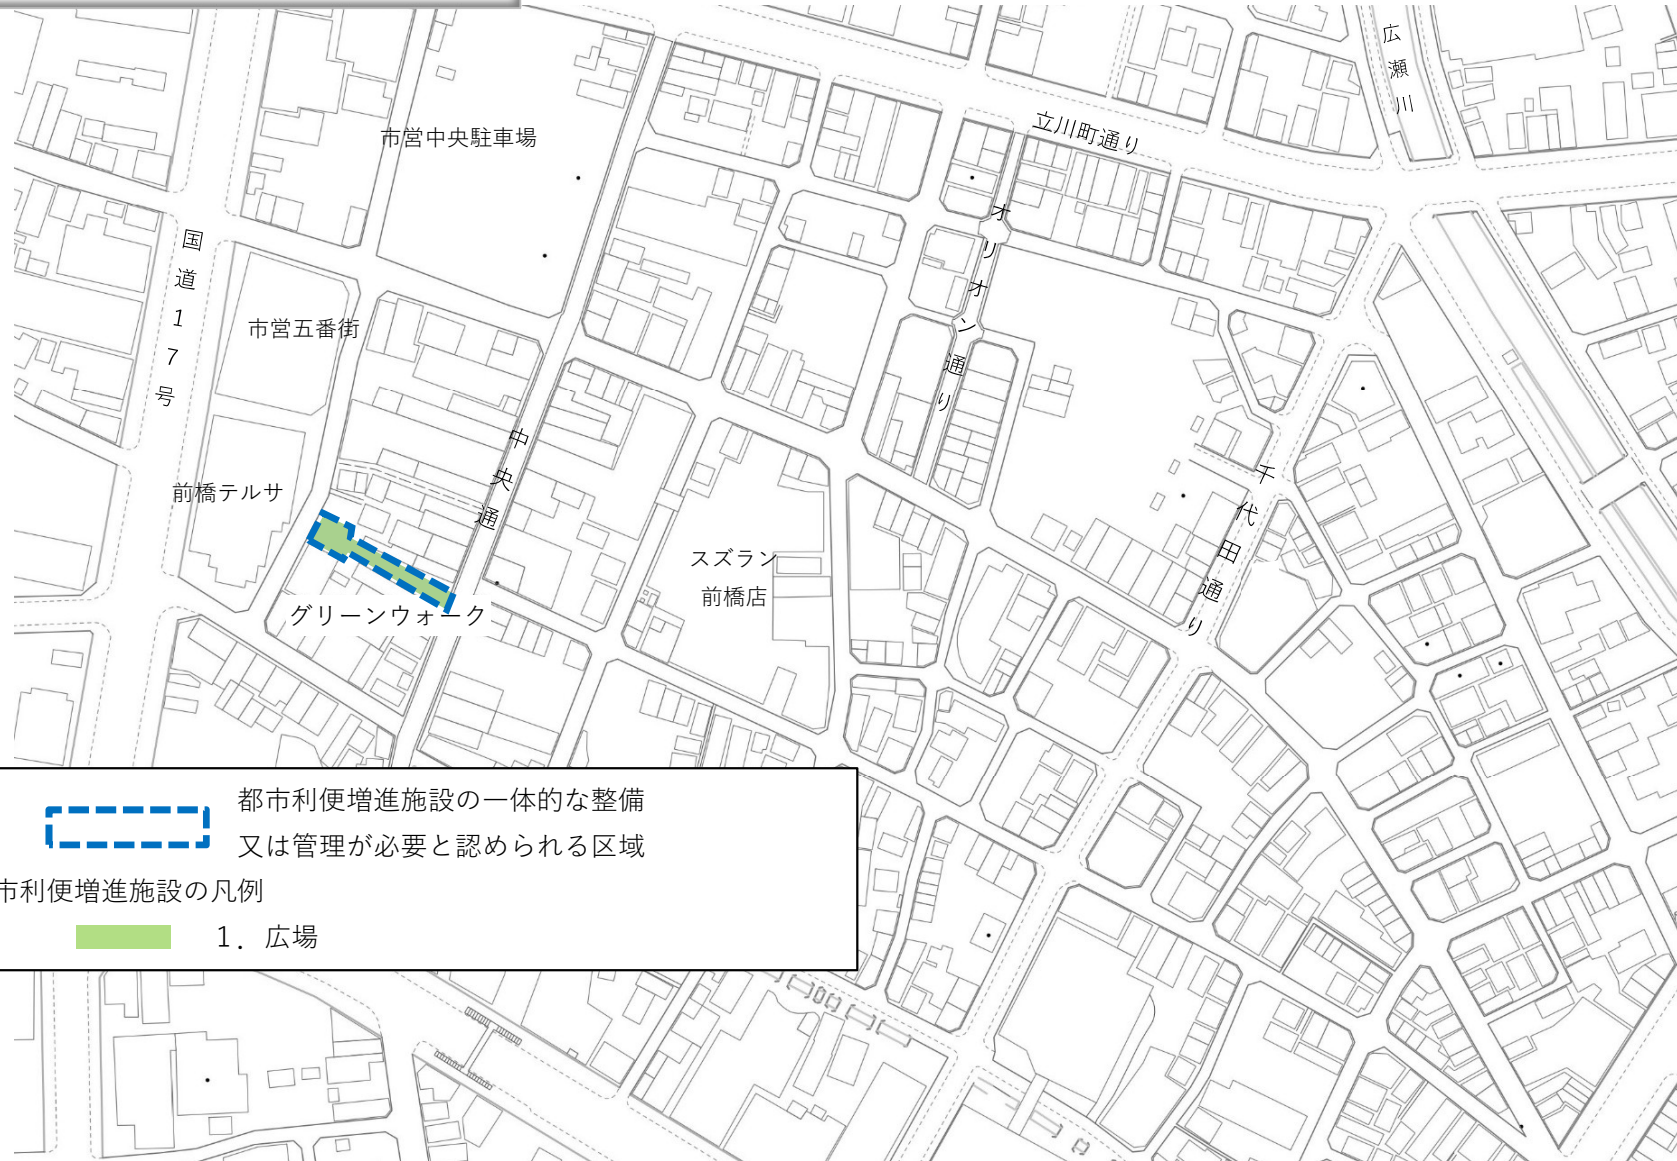 広瀬川
立川町通り
市営中央駐車場
オリオン通り
国道17号
市営五番街
中央通
前橋テルサ
千代田通り
スズラン
前橋店
グリーンウォーク
都市利便増進施設の一体的な整備
又は管理が必要と認められる区域
市利便増進施設の凡例
1．広場